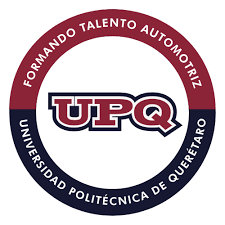 FORMANDO TALENTO AUTOMOTRIZ
UPQ
UNIVERSIDAD POLITÉCNICA DE QUERÉTARO